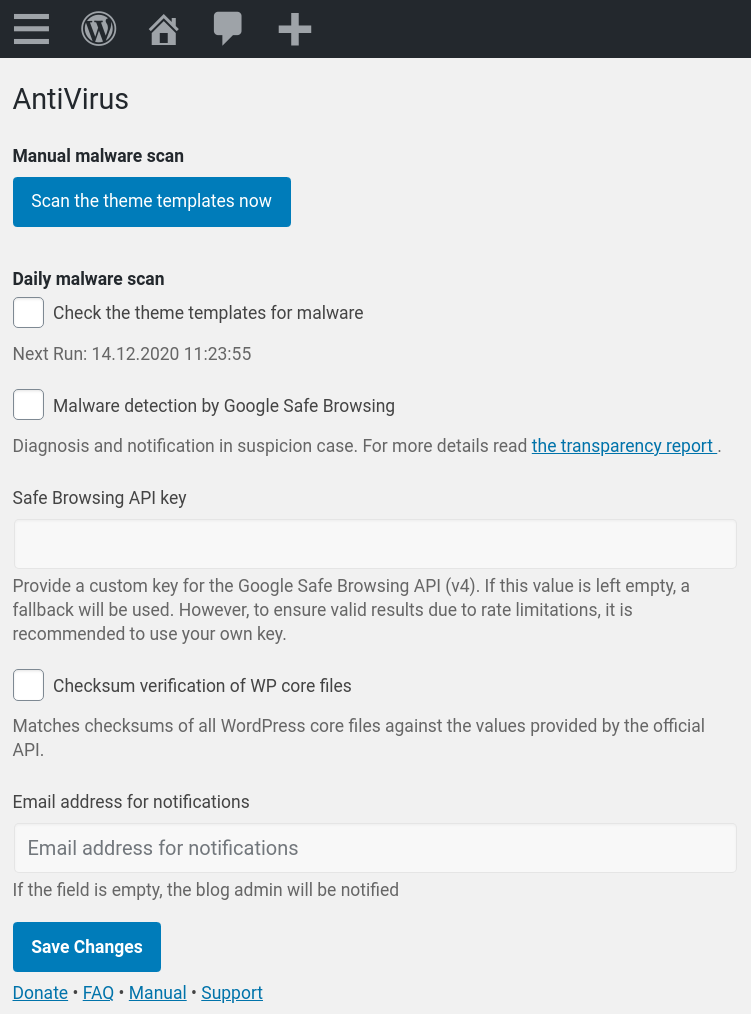 AntiVirus
Manual malware scan
Scan the theme templates now
Daily malware scan
Check the theme templates for malware
Next Run: 14.12.2020 11:23:55
Malware detection by Google Safe Browsing
Diagnosis and notification in suspicion case. For more details read the transparency report .
Safe Browsing API key
Provide a custom key for the Google Safe Browsing API (v4). If this value is left empty, a
fallback will be used. However, to ensure valid results due to rate limitations, it is
recommended to use your own key.
Checksum verification of WP core files
Matches checksums of all WordPress core files against the values provided by the official
API.
Email address for notifications
Email address for notifications
If the field is empty, the blog admin will be notified
Save Changes
Donate • FAQ • Manual • Support